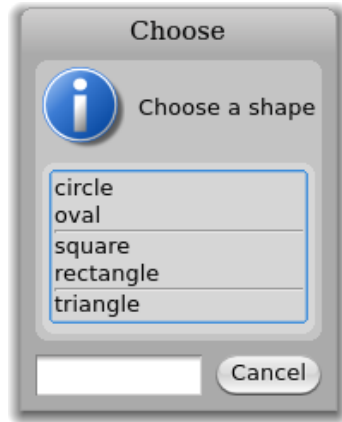 Choose
Choose a shape
circle
oval
square
rectangle
triangle
Cancel